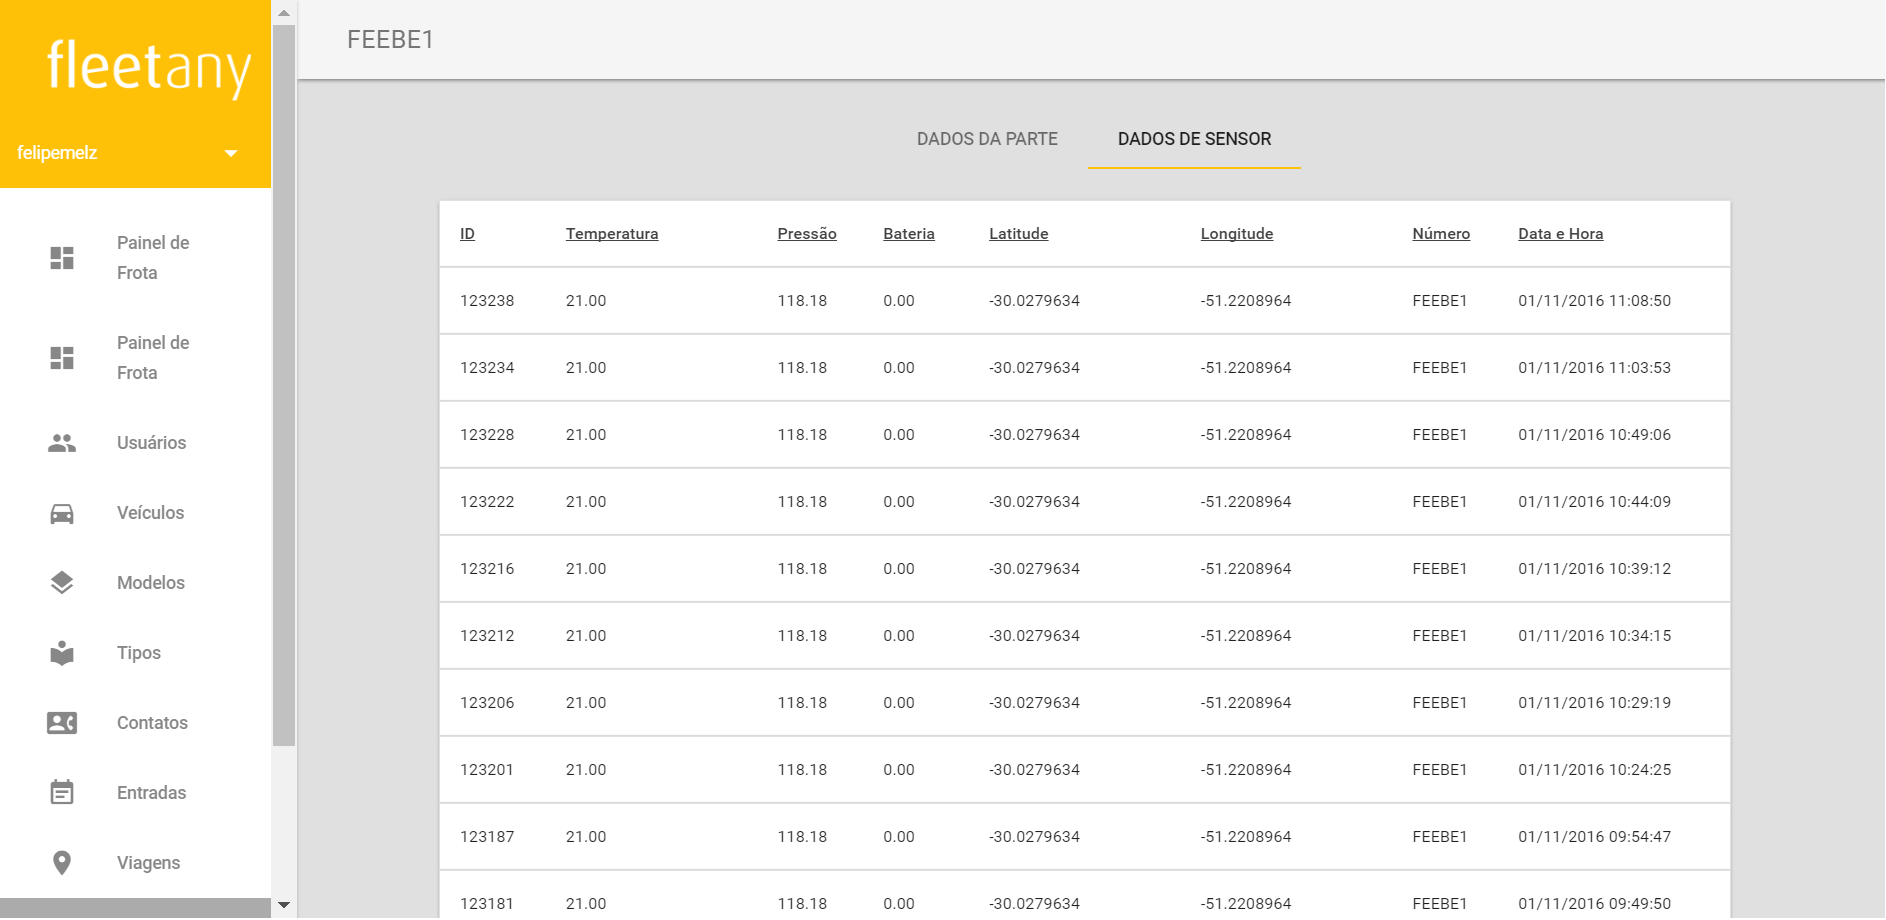 fleetany
felipemelz
Painel de
Frota
Painel de
Frota
Usuários
Veículos
Modelos
Tipos
Contatos
Entradas
Viagens
FEEBE1
DADOS DA PARTE DADOS DE SENSOR
ID Temperatura Pressão Bateria Latitude Longitude Número Data e Hora
123238 21.00 118.18 0.00 -30.0279634 -51.2208964 FEEBE1 01/11/2016 11:08:50
123234 21.00 118.18 0.00 -30.0279634 -51.2208964 FEEBE1 01/11/2016 11:03:53
123228 21.00 118.18 0.00 -30.0279634 -51.2208964 FEEBE1 01/11/2016 10:49:06
123222 21.00 118.18 0.00 -30.0279634 -51.2208964 FEEBE1 01/11/2016 10:44:09
123216 21.00 118.18 0.00 -30.0279634 -51.2208964 FEEBE1 01/11/2016 10:39:12
123212 21.00 118.18 0.00 -30.0279634 -51.2208964 FEEBE1 01/11/2016 10:34:15
123206 21.00 118.18 0.00 -30.0279634 -51.2208964 FEEBE1 01/11/2016 10:29:19
123201 21.00 118.18 0.00 -30.0279634 -51.2208964 FEEBE1 01/11/2016 10:24:25
123187 21.00 118.18 0.00 -30.0279634 -51.2208964 FEEBE1 01/11/2016 09:54:47
123181 21.00 118.18 0.00 -30.0279634 -51.2208964 FEEBE1 01/11/2016 09:49:50